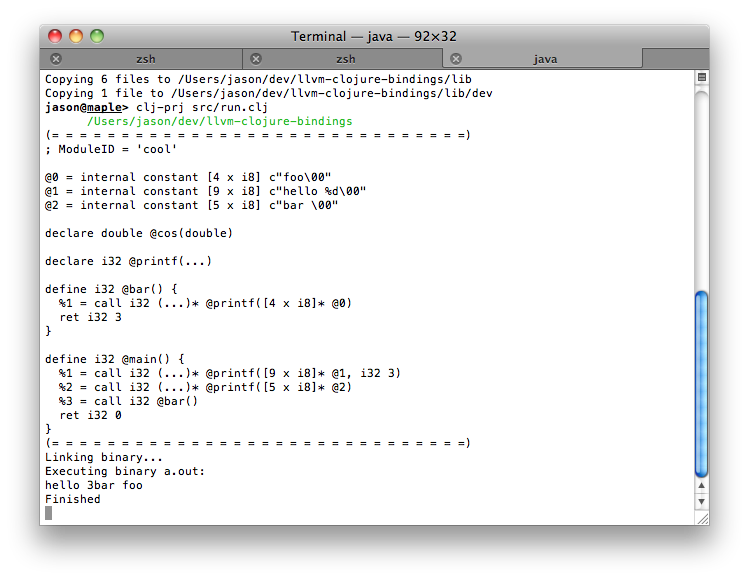 Terminal — java — 92×32
zsh zsh java
Copying 6 files to /Users/jason/dev/llvm-clojure-bindings/lib
Copying 1 file to /Users/jason/dev/llvm-clojure-bindings/lib/dev
jason@maple> clj-prj src/run.clj
/Users/jason/dev/llvm-clojure-bindings
(= = = = = = = = = = = = = = = = = = = = = = = = = = = = = =)
; ModuleID = 'cool'
@0 = internal constant [4 x i8] c"foo\00"
@1 = internal constant [9 x i8] c"hello %d\00"
@2 = internal constant [5 x i8] c"bar \00"
declare double @cos(double)
declare i32 @printf(...)
define i32 @bar() {
%1 = call i32 (...)* @printf([4 x i8]* @0)
ret i32 3
}
define i32 @main() {
%1 = call i32 (...)* @printf([9 x i8]* @1, i32 3)
%2 = call i32 (...)* @printf([5 x i8]* @2)
%3 = call i32 @bar()
ret i32 0
}
(= = = = = = = = = = = = = = = = = = = = = = = = = = = = = =)
Linking binary...
Executing binary a.out:
hello 3bar foo
Finished